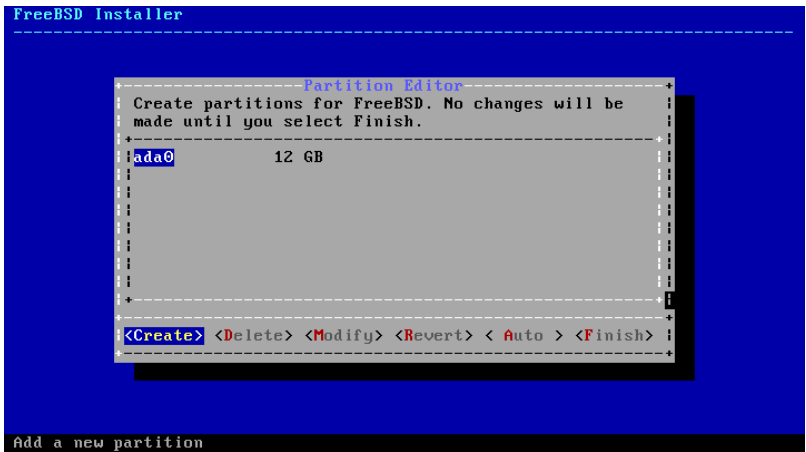 FreeBSD Installer
Partition Editor
Create partitions for FreeBSD. No changes will be
made until you select Finish.
ada0 12 GB
<Create> <Delete> <Modify> <Revert> < Auto > <Finish>
Add a new partition